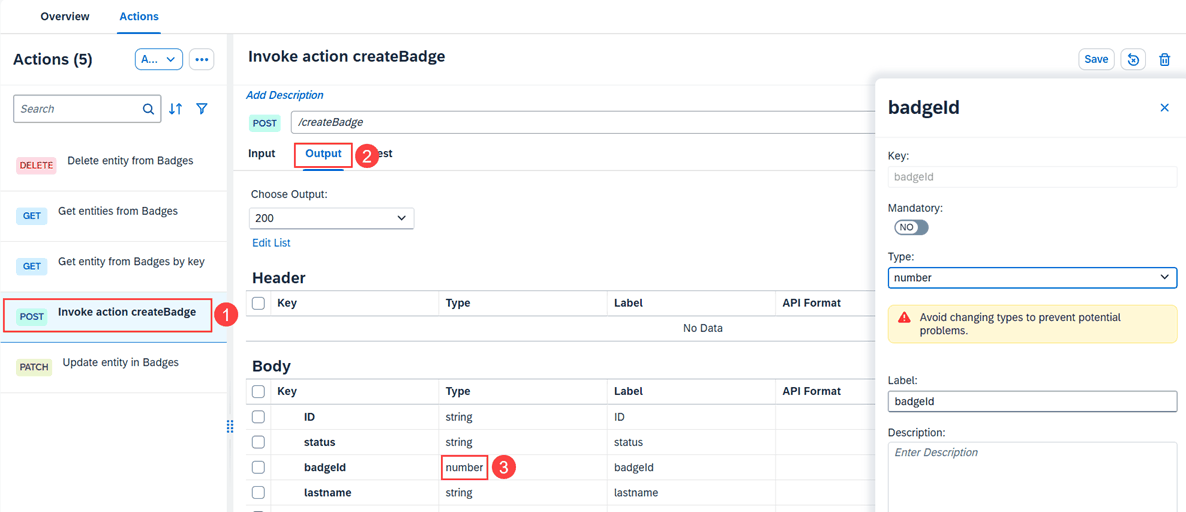 Overview Actions
Actions (5)
A...
Search
DELETE Delete entity from Badges
GET Get entities from Badges
GET Get entity from Badges by key
POST Invoke action createBadge 1
PATCH Update entity in Badges
Invoke action createBadge
Save
Add Description
POST /createBadge
Input Output 2 est
Choose Output:
200
Edit List
Header
Key Type Label API Format
No Data
Body
Key Type Label API Format
ID string ID
status string status
badgeId number 3 badgeId
lastname string lastname
badgeId
Key:
badgeId
Mandatory:
NO
Type:
number
Avoid changing types to prevent potential
problems.
Label:
badgeId
Description:
Enter Description